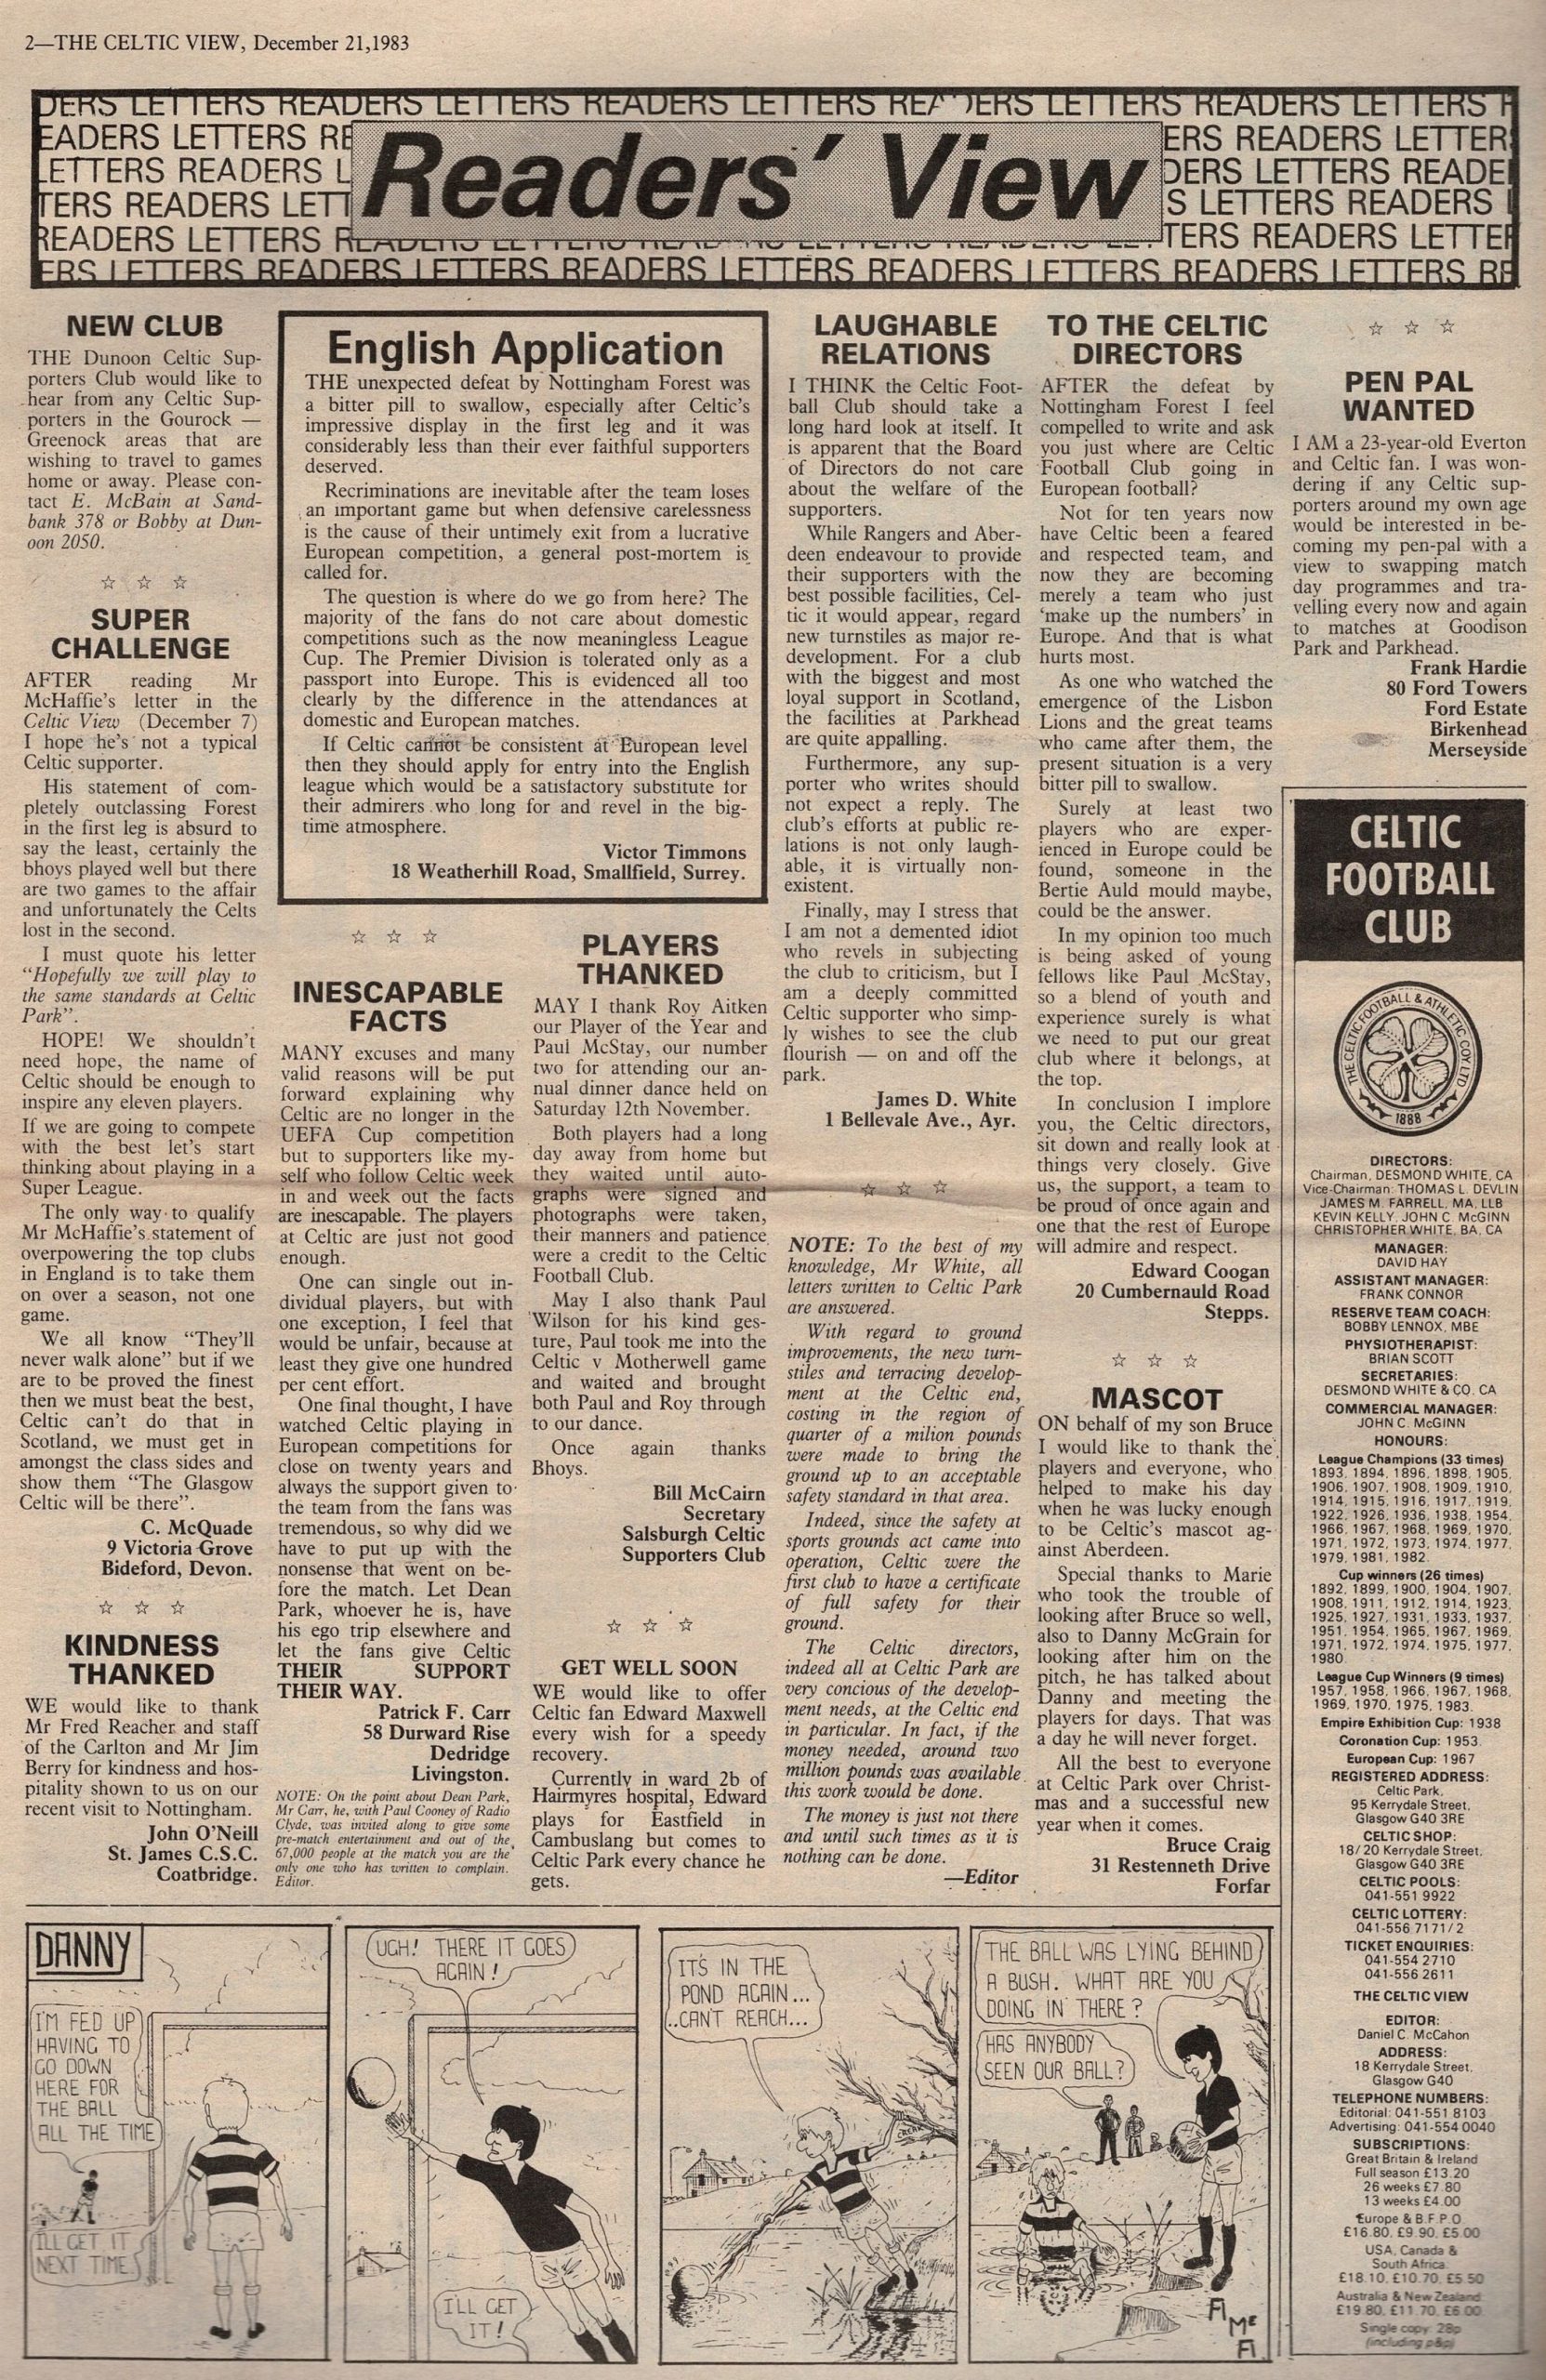 2—THE CELTIC VIEW, December 21,1983
DERS LETTERS READERS LETTERS READERS LETTERS REA DERS LETTERS READERS LETTERS R
EADERS LETTERS RE
ERS READERS LETTER
LETTERS READERS L
DERS LETTERS READE
TERS READERS LETT
S LETTERS READERS
READERS LETTERS
TERS READERS LETTER
ERS LETTERS READERS LETTERS READERS LETTERS READERS LETTERS READERS LETTERS RE
Readers' View
NEW CLUB
THE Dunoon Celtic Sup-
porters Club would like to
hear from any Celtic Sup-
porters in the Gourock —
Greenock areas that are
wishing to travel to games
home or away. Please con-
tact E. McBain at Sand-
bank 378 or Bobby at Dun-
oon 2050.
☆ ☆ ☆
SUPER
CHALLENGE
AFTER reading Mr
McHaffie's letter in the
Celtic View (December 7)
I hope he's not a typical
Celtic supporter.
His statement of com-
pletely outclassing Forest
in the first leg is absurd to
say the least, certainly the
bhoys played well but there
are two games to the affair
and unfortunately the Celts
lost in the second.
I must quote his letter
"Hopefully we will play to
the same standards at Celtic
Park".
HOPE! We shouldn't
need hope, the name of
Celtic should be enough to
inspire any eleven players.
If we are going to compete
with the best let's start
thinking about playing in a
Super League.
The only way to qualify
Mr McHaffie's statement of
overpowering the top clubs
in England is to take them
on over a season, not one
game.
We all know "They'll
never walk alone" but if we
are to be proved the finest
then we must beat the best,
Celtic can't do that in
Scotland, we must get in
amongst the class sides and
show them "The Glasgow
Celtic will be there".
C. McQuade
9 Victoria Grove
Bideford, Devon.
☆ ☆ ☆
KINDNESS
THANKED
WE would like to thank
Mr Fred Reacher and staff
of the Carlton and Mr Jim
Berry for kindness and hos-
pitality shown to us on our
recent visit to Nottingham.
John O'Neill
St. James C.S.C.
Coatbridge.
English Application
THE unexpected defeat by Nottingham Forest was
a bitter pill to swallow, especially after Celtic's
impressive display in the first leg and it was
considerably less than their ever faithful supporters
deserved.
Recriminations are inevitable after the team loses
an important game but when defensive carelessness
is the cause of their untimely exit from a lucrative
European competition, a general post-mortem is
called for.
The question is where do we go from here? The
majority of the fans do not care about domestic
competitions such as the now meaningless League
Cup. The Premier Division is tolerated only as a
passport into Europe. This is evidenced all too
clearly by the difference in the attendances at
domestic and European matches.
If Celtic cannot be consistent at European level
then they should apply for entry into the English
league which would be a satisfactory substitute for
their admirers who long for and revel in the big-
time atmosphere.
Victor Timmons
18 Weatherhill Road, Smallfield, Surrey.
☆ ☆ ☆
INESCAPABLE
FACTS
MANY excuses and many
valid reasons will be put
forward explaining why
Celtic are no longer in the
UEFA Cup competition
but to supporters like my-
self who follow Celtic week
in and week out the facts
are inescapable. The players
at Celtic are just not good
enough.
One can single out in-
dividual players, but with
one exception, I feel that
would be unfair, because at
least they give one hundred
per cent effort.
One final thought, I have
watched Celtic playing in
European competitions for
close on twenty years and
always the support given to
the team from the fans was
tremendous, so why did we
have to put up with the
nonsense that went on be-
fore the match. Let Dean
Park, whoever he is, have
his ego trip elsewhere and
let the fans give Celtic
THEIR SUPPORT
THEIR WAY.
Patrick F. Carr
58 Durward Rise
Dedridge
Livingston.
NOTE: On the point about Dean Park,
Mr Carr, he, with Paul Cooney of Radio
Clyde, was invited along to give some
pre-match entertainment and out of the
67,000 people at the match you are the
only one who has written to complain.
Editor.
PLAYERS
THANKED
MAY I thank Roy Aitken
our Player of the Year and
Paul McStay, our number
two for attending our an-
nual dinner dance held on
Saturday 12th November.
Both players had a long
day away from home but
they waited until auto-
graphs were signed and
photographs were taken,
their manners and patience
were a credit to the Celtic
Football Club.
May I also thank Paul
Wilson for his kind ges-
ture, Paul took me into the
Celtic v Motherwell game
and waited and brought
both Paul and Roy through
to our dance.
Once again thanks
Bhoys.
Bill McCairn
Secretary
Salsburgh Celtic
Supporters Club
☆ ☆ ☆
GET WELL SOON
WE would like to offer
Celtic fan Edward Maxwell
every wish for a speedy
recovery.
Currently in ward 2b of
Hairmyres hospital, Edward
plays for Eastfield in
Cambuslang but comes to
Celtic Park every chance he
gets.
LAUGHABLE
RELATIONS
I THINK the Celtic Foot-
ball Club should take a
long hard look at itself. It
is apparent that the Board
of Directors do not care
about the welfare of the
supporters.
While Rangers and Aber-
deen endeavour to provide
their supporters with the
best possible facilities, Cel-
tic it would appear, regard
new turnstiles as major re-
development. For a club
with the biggest and most
loyal support in Scotland,
the facilities at Parkhead
are quite appalling.
Furthermore, any sup-
porter who writes should
not expect a reply. The
club's efforts at public re-
lations is not only laugh-
able, it is virtually non-
existent.
Finally, may I stress that
I am not a demented idiot
who revels in subjecting
the club to criticism, but I
am a deeply committed
Celtic supporter who simp-
ly wishes to see the club
flourish — on and off the
park.
James D. White
1 Bellevale Ave., Ayr.
☆ ☆ ☆
NOTE: To the best of my
knowledge, Mr White, all
letters written to Celtic Park
are answered.
With regard to ground
improvements, the new turn-
stiles and terracing develop-
ment at the Celtic end,
costing in the region of
quarter of a milion pounds
were made to bring the
ground up to an acceptable
safety standard in that area.
Indeed, since the safety at
sports grounds act came into
operation, Celtic were the
first club to have a certificate
of full safety for their
ground.
The Celtic directors,
indeed all at Celtic Park are
very concious of the develop-
ment needs, at the Celtic end
in particular. In fact, if the
money needed, around two
million pounds was available
this work would be done.
The money is just not there
and until such times as it is
nothing can be done.
—Editor
TO THE CELTIC
DIRECTORS
AFTER the defeat by
Nottingham Forest I feel
compelled to write and ask
you just where are Celtic
Football Club going in
European football?
Not for ten years now
have Celtic been a feared
and respected team, and
now they are becoming
merely a team who just
'make up the numbers' in
Europe. And that is what
hurts most.
As one who watched the
emergence of the Lisbon
Lions and the great teams
who came after them, the
present situation is a very
bitter pill to swallow.
Surely at least two
players who are exper-
ienced in Europe could be
found, someone in the
Bertie Auld mould maybe,
could be the answer.
In my opinion too much
is being asked of young
fellows like Paul McStay,
so a blend of youth and
experience surely is what
we need to put our great
club where it belongs, at
the top.
In conclusion I implore
you, the Celtic directors,
sit down and really look at
things very closely. Give
us, the support, a team to
be proud of once again and
one that the rest of Europe
will admire and respect.
Edward Coogan
20 Cumbernauld Road
Stepps.
☆ ☆ ☆
MASCOT
ON behalf of my son Bruce
I would like to thank the
players and everyone, who
helped to make his day
when he was lucky enough
to be Celtic's mascot ag-
ainst Aberdeen.
Special thanks to Marie
who took the trouble of
looking after Bruce so well,
also to Danny McGrain for
looking after him on the
pitch, he has talked about
Danny and meeting the
players for days. That was
a day he will never forget.
All the best to everyone
at Celtic Park over Christ-
mas and a successful new
year when it comes.
Bruce Craig
31 Restenneth Drive
Forfar
☆ ☆ ☆
PEN PAL
WANTED
I AM a 23-year-old Everton
and Celtic fan. I was won-
dering if any Celtic sup-
porters around my own age
would be interested in be-
coming my pen-pal with a
view to swapping match
day programmes and tra-
velling every now and again
to matches at Goodison
Park and Parkhead.
Frank Hardie
80 Ford Towers
Ford Estate
Birkenhead
Merseyside
CELTIC
FOOTBALL
CLUB
THE CELTIC FOOTBALL & ATHLETIC COY LTD
1888
DIRECTORS:
Chairman, DESMOND WHITE, CA
Vice-Chairman: THOMAS L. DEVLIN
JAMES M. FARRELL, MA, LLB
KEVIN KELLY, JOHN C. McGINN
CHRISTOPHER WHITE, BA, CA
MANAGER:
DAVID HAY
ASSISTANT MANAGER:
FRANK CONNOR
RESERVE TEAM COACH:
BOBBY LENNOX, MBE
PHYSIOTHERAPIST:
BRIAN SCOTT
SECRETARIES:
DESMOND WHITE & CO. CA
COMMERCIAL MANAGER:
JOHN C. McGINN
HONOURS:
League Champions (33 times)
1893, 1894, 1896, 1898, 1905,
1906, 1907, 1908, 1909, 1910,
1914, 1915, 1916, 1917, 1919,
1922, 1926, 1936, 1938, 1954,
1966, 1967, 1968, 1969, 1970,
1971, 1972, 1973, 1974, 1977,
1979, 1981, 1982.
Cup winners (26 times)
1892, 1899, 1900, 1904, 1907,
1908, 1911, 1912, 1914, 1923,
1925, 1927, 1931, 1933, 1937,
1951, 1954, 1965, 1967, 1969,
1971, 1972, 1974, 1975, 1977,
1980.
League Cup Winners (9 times)
1957, 1958, 1966, 1967, 1968,
1969, 1970, 1975, 1983.
Empire Exhibition Cup: 1938
Coronation Cup: 1953.
European Cup: 1967
REGISTERED ADDRESS:
Celtic Park,
95 Kerrydale Street,
Glasgow G40 3RE
CELTIC SHOP:
18/20 Kerrydale Street,
Glasgow G40 3RE
CELTIC POOLS:
041-551 9922
CELTIC LOTTERY:
041-556 7171/2
TICKET ENQUIRIES:
041-554 2710
041-556 2611
THE CELTIC VIEW
EDITOR:
Daniel C. McCahon
ADDRESS:
18 Kerrydale Street,
Glasgow G40
TELEPHONE NUMBERS:
Editorial: 041-551 8103
Advertising: 041-554 0040
SUBSCRIPTIONS:
Great Britain & Ireland
Full season £13.20
26 weeks £7.80
13 weeks £4.00
Europe & B.F.P.O.
£16.80, £9.90, £5.00
USA, Canada &
South Africa
£18.10, £10.70, £5.50
Australia & New Zealand
£19.80, £11.70, £6.00
Single copy: 28p
(including p&p)
DANNY
I'M FED UP
HAVING TO
GO DOWN
HERE FOR
THE BALL
ALL THE TIME
I'LL GET IT
NEXT TIME
UGH! THERE IT GOES
AGAIN!
I'LL GET
IT!
IT'S IN THE
POND AGAIN...
..CAN'T REACH...
CREAK
THE BALL WAS LYING BEHIND
A BUSH. WHAT ARE YOU
DOING IN THERE?
HAS ANYBODY
SEEN OUR BALL?
FI
Mc
FI